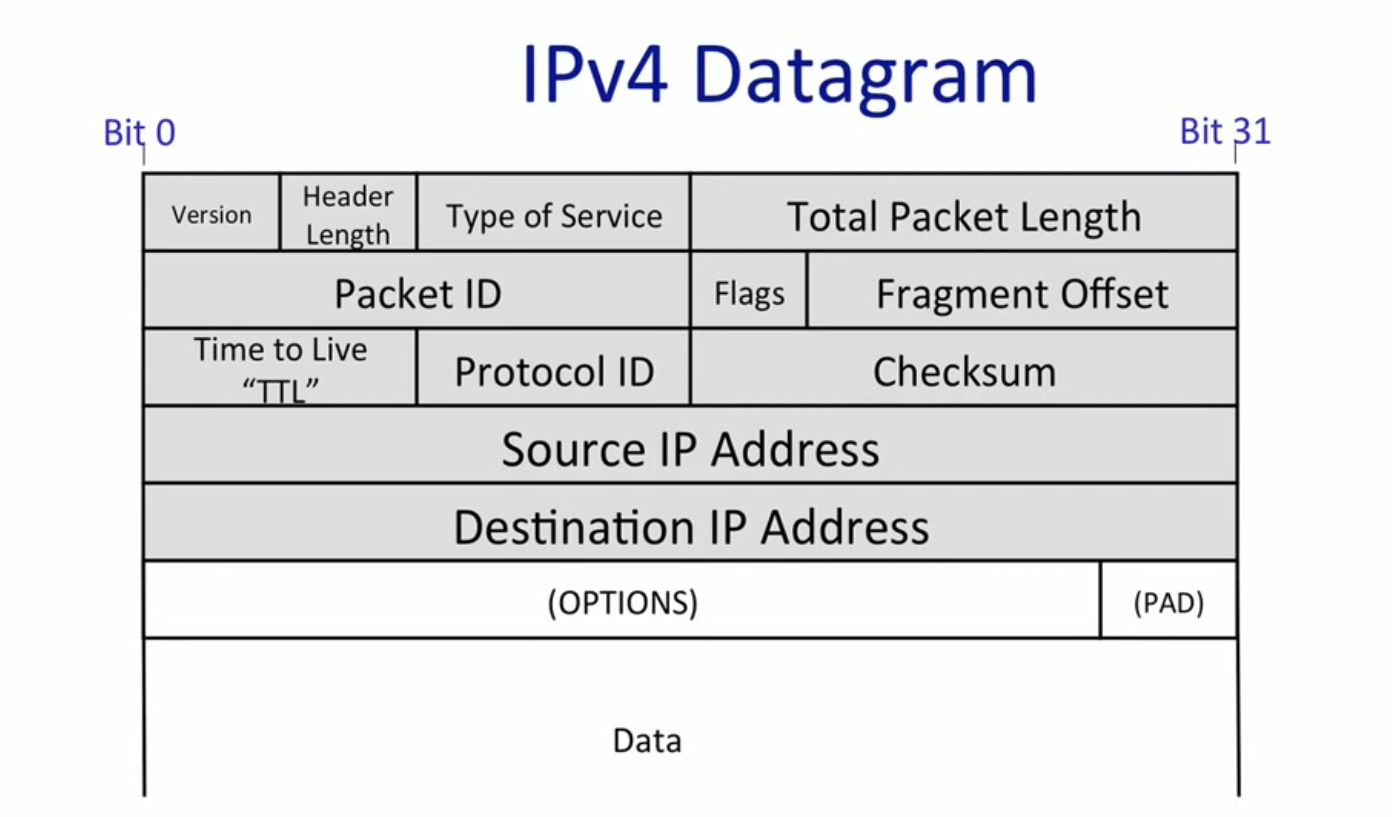 IPv4 Datagram
Bit 0
Bit 31
Version
Header
Length
Type of Service
Total Packet Length
Packet ID
Flags
Fragment Offset
Time to Live
“TTL”
Protocol ID
Checksum
Source IP Address
Destination IP Address
(OPTIONS)
(PAD)
Data